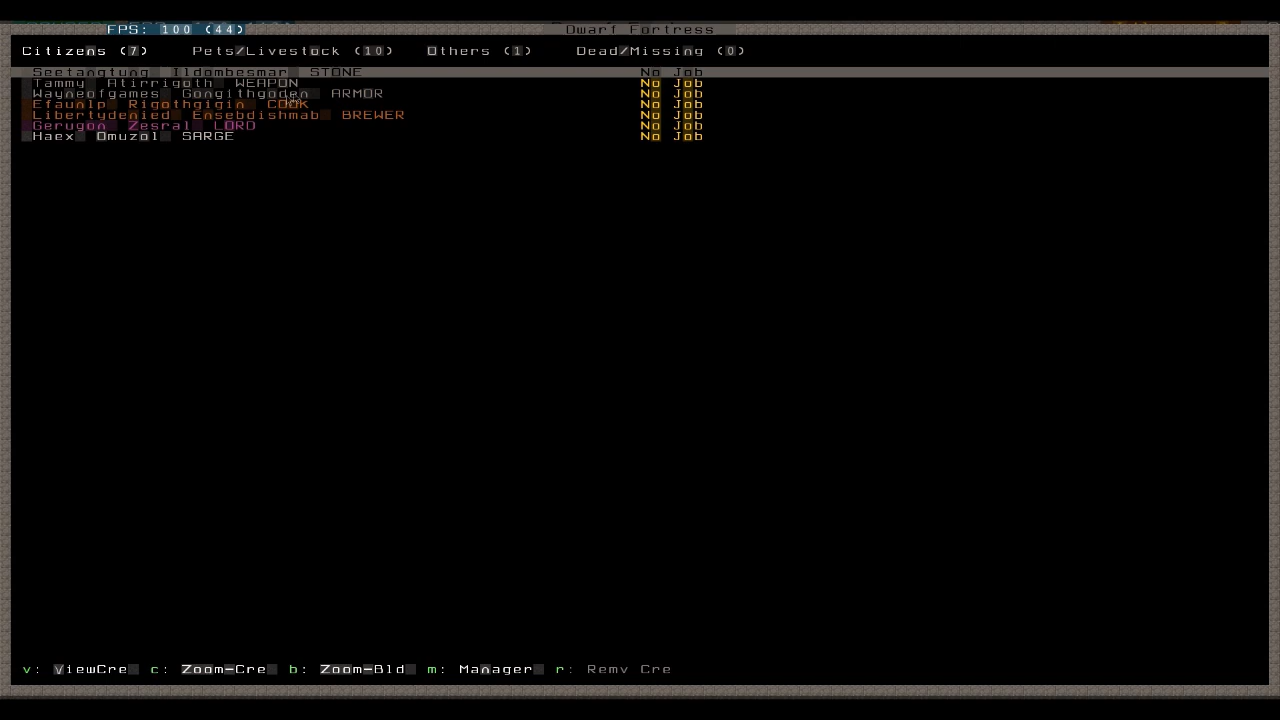 FPS: 100 (44) Dwarf Fortress
Citizens (7) Pets/Livestock (10) Others (1) Dead/Missing (0)
Seetangtung Ildombesmar STONE No Job
Tammy Atirrigoth WEAPON No Job
Wayneofgames Gongithgoden ARMOR No Job
Efaunlp Rigothgigin COOK No Job
Libertydenied Ensebdishmab BREWER No Job
Gerugon Zesral LORD No Job
Haex Omuzol SARGE No Job
v: ViewCre c: Zoom-Cre b: Zoom-Bld m: Manager r: Remv Cre